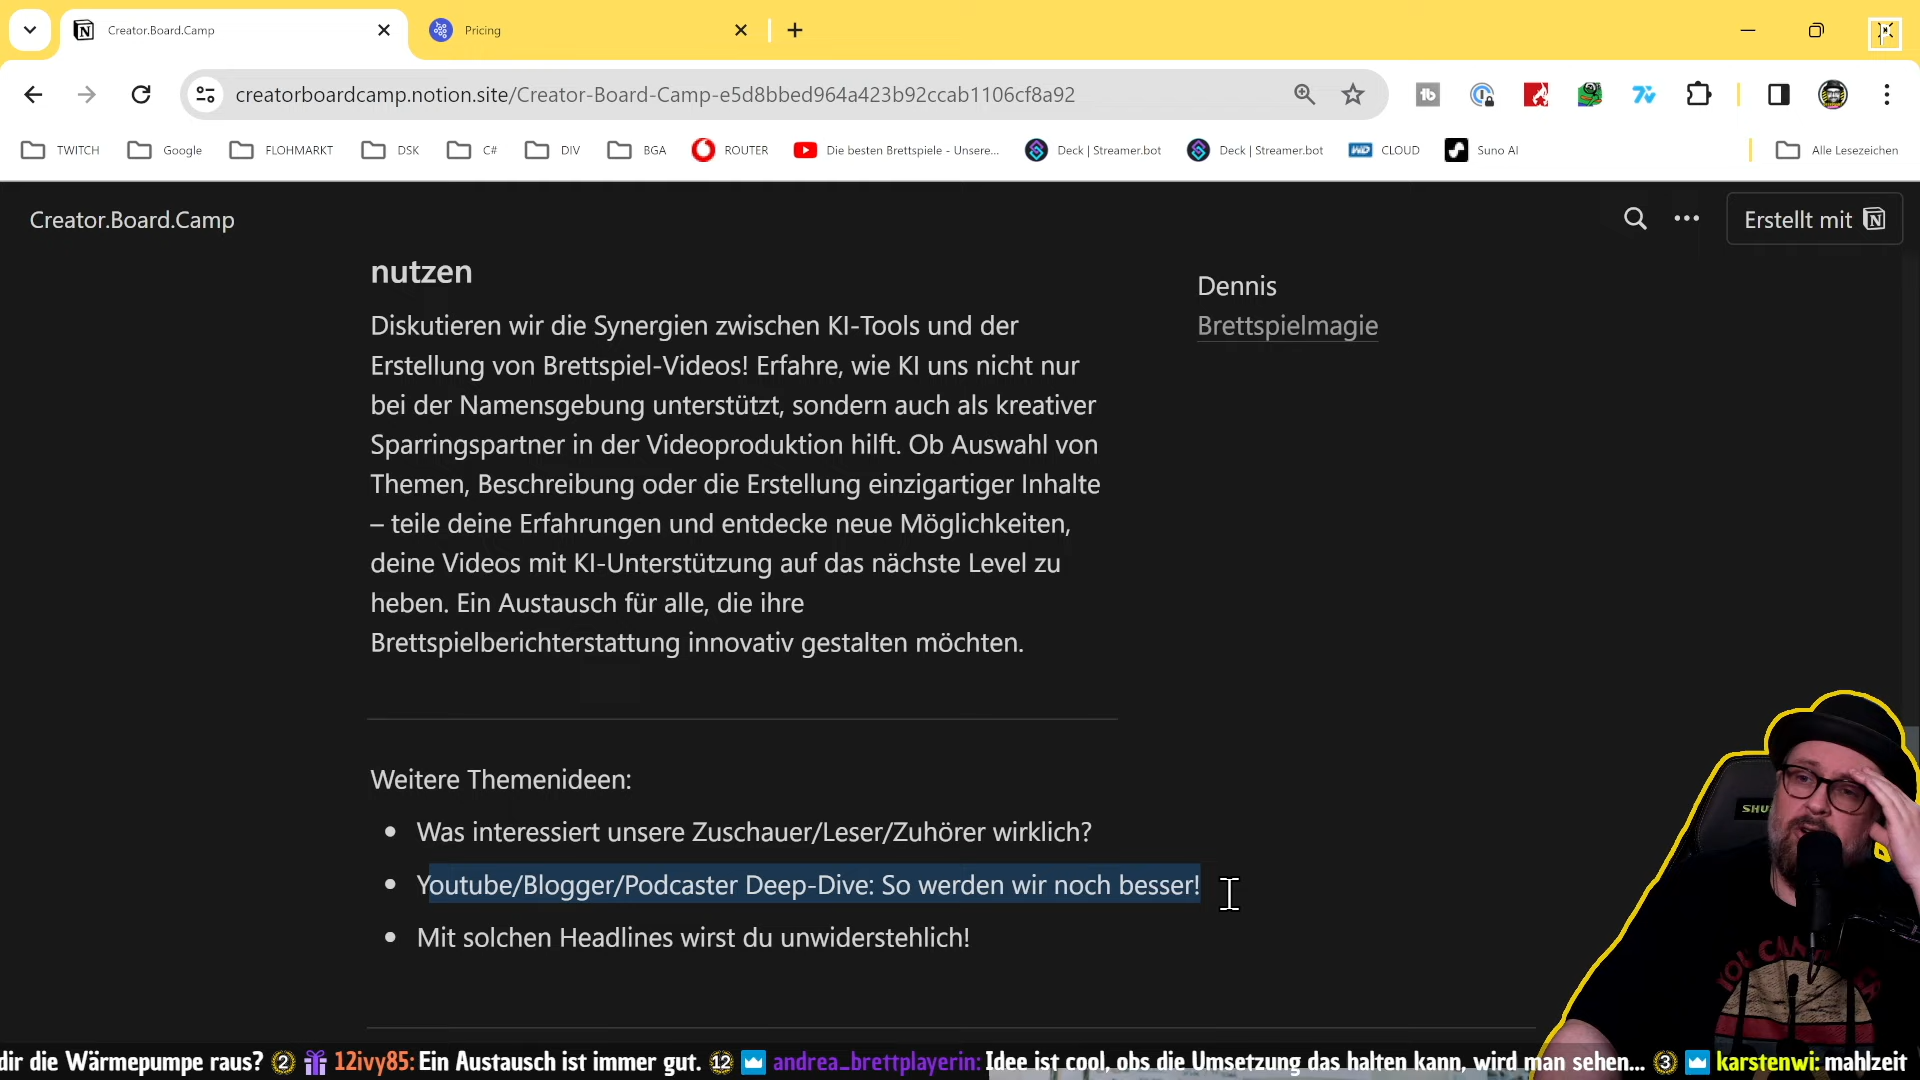 Creator.Board.Camp
Pricing
creatorboardcamp.notion.site/Creator-Board-Camp-e5d8bbed964a423b92ccab1106cf8a92
TWITCH
Google
FLOHMARKT
DSK
C#
DIV
BGA
ROUTER
Die besten Brettspiele - Unsere...
Deck | Streamer.bot
Deck | Streamer.bot
CLOUD
Suno AI
Alle Lesezeichen
Creator.Board.Camp
Erstellt mit
nutzen
Diskutieren wir die Synergien zwischen KI-Tools und der
Erstellung von Brettspiel-Videos! Erfahre, wie KI uns nicht nur
bei der Namensgebung unterstützt, sondern auch als kreativer
Sparringspartner in der Videoproduktion hilft. Ob Auswahl von
Themen, Beschreibung oder die Erstellung einzigartiger Inhalte
– teile deine Erfahrungen und entdecke neue Möglichkeiten,
deine Videos mit KI-Unterstützung auf das nächste Level zu
heben. Ein Austausch für alle, die ihre
Brettspielberichterstattung innovativ gestalten möchten.
Dennis
Brettspielmagie
Weitere Themenideen:
• Was interessiert unsere Zuschauer/Leser/Zuhörer wirklich?
• Youtube/Blogger/Podcaster Deep-Dive: So werden wir noch besser!
• Mit solchen Headlines wirst du unwiderstehlich!
dir die Wärmepumpe raus? 2 12ivy85: Ein Austausch ist immer gut. 12 andrea_brettplayerin: Idee ist cool, obs die Umsetzung das halten kann, wird man sehen... 3 karstenwi: mahlzeit